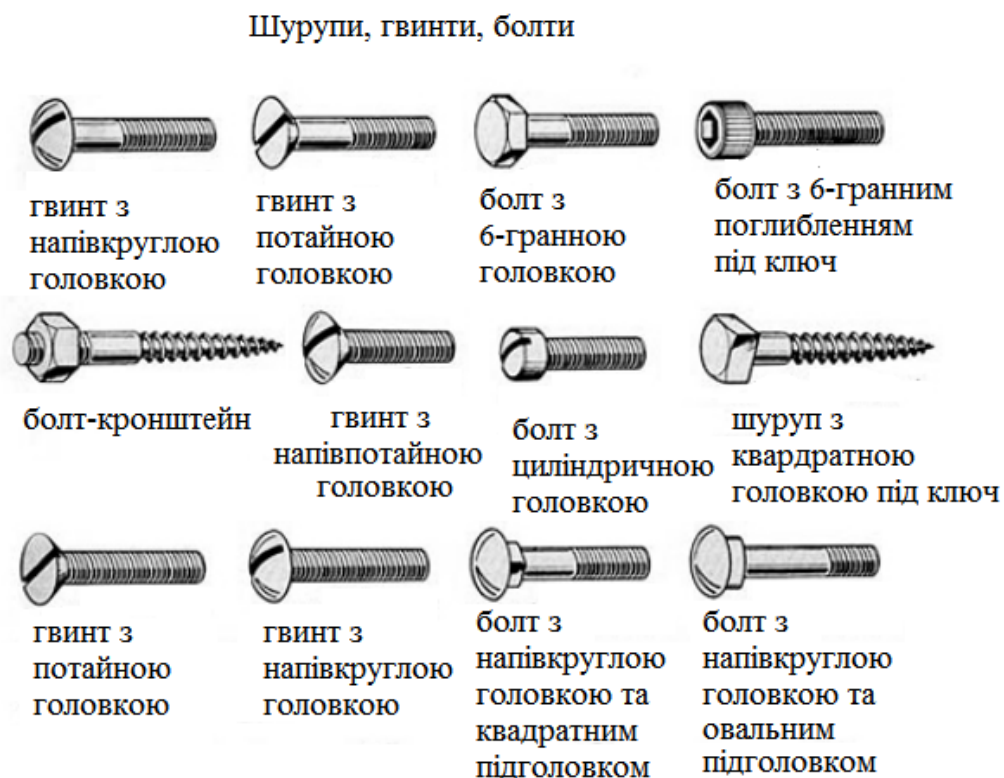 Шурупи, гвинти, болти
гвинт з
напівкруглою
головкою
гвинт з
потайною
головкою
болт з
6-гранною
головкою
болт з 6-гранним
поглибленням
під ключ
болт-кронштейн
гвинт з
напівпотайною
головкою
болт з
циліндричною
головкою
шуруп з
квардратною
головкою під ключ
гвинт з
потайною
головкою
гвинт з
напівкруглою
головкою
болт з
напівкруглою
головкою та
квадратним
підголовком
болт з
напівкруглою
головкою та
овальним
підголовком